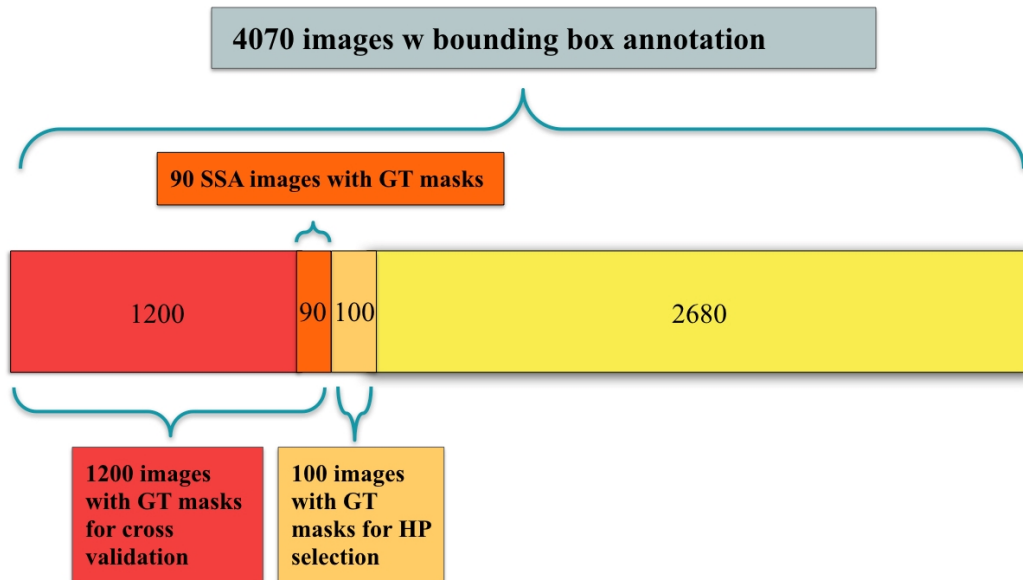 4070 images w bounding box annotation
90 SSA images with GT masks
1200
90
100
2680
1200 images
with GT masks
for cross
validation
100 images
with GT
masks for HP
selection